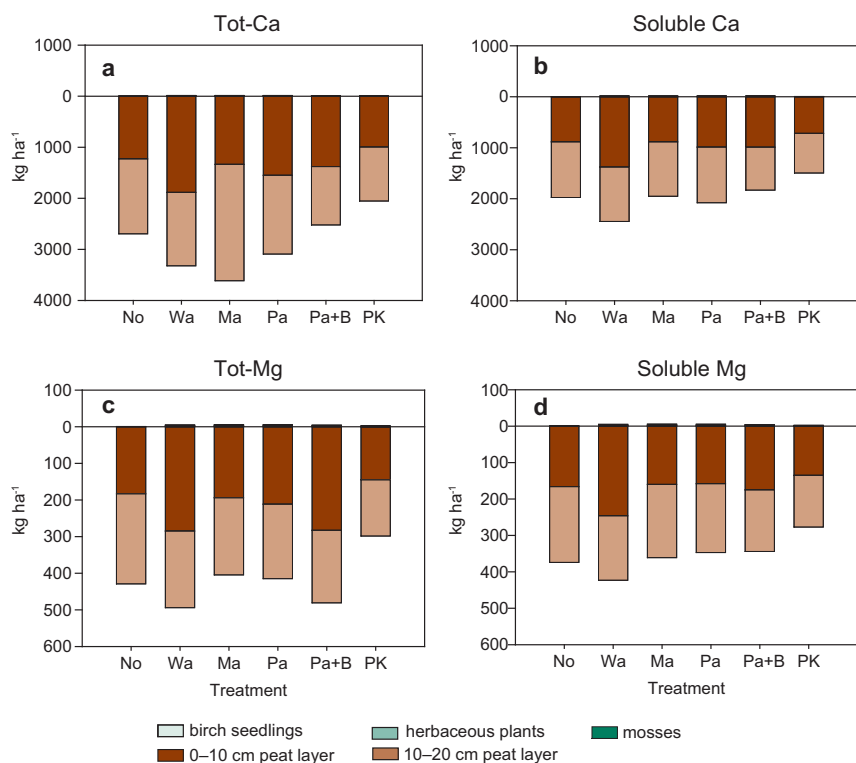 Tot-Ca
Soluble Ca
1000
0
1000
2000
3000
4000
kg ha⁻¹
a
No Wa Ma Pa Pa+B PK
1000
0
1000
2000
3000
4000
kg ha⁻¹
b
No Wa Ma Pa Pa+B PK
Tot-Mg
Soluble Mg
100
0
100
200
300
400
500
600
kg ha⁻¹
c
No Wa Ma Pa Pa+B PK
Treatment
100
0
100
200
300
400
500
600
kg ha⁻¹
d
No Wa Ma Pa Pa+B PK
Treatment
birch seedlings herbaceous plants mosses
0–10 cm peat layer 10–20 cm peat layer